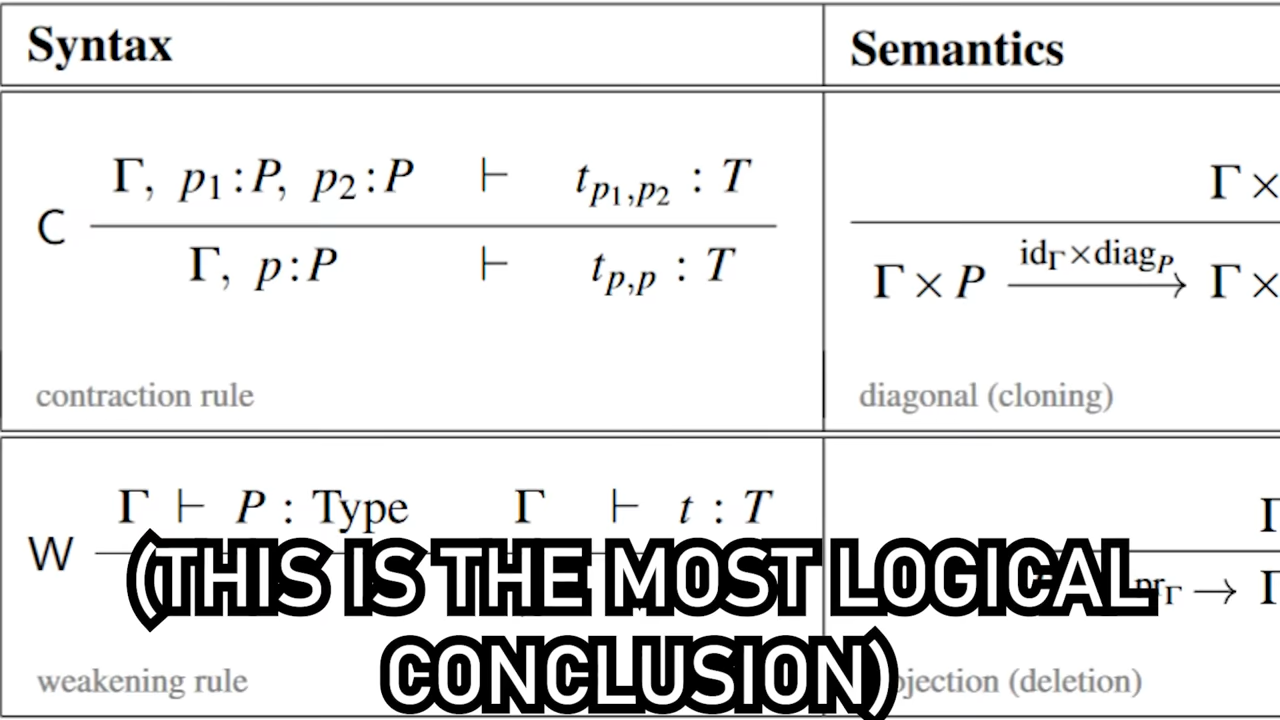 Syntax
Semantics
Γ, p₁ : P, p₂ : P ⊢ t_{p₁,p₂} : T
Γ ×
C
Γ, p : P ⊢ t_{p,p} : T
id_Γ × diag_P
Γ × P ⟶ Γ ×
contraction rule
diagonal (cloning)
Γ ⊢ P : Type Γ ⊢ t : T
Γ
W
pr_Γ → Γ
(THIS IS THE MOST LOGICAL
CONCLUSION)
weakening rule
(deletion)